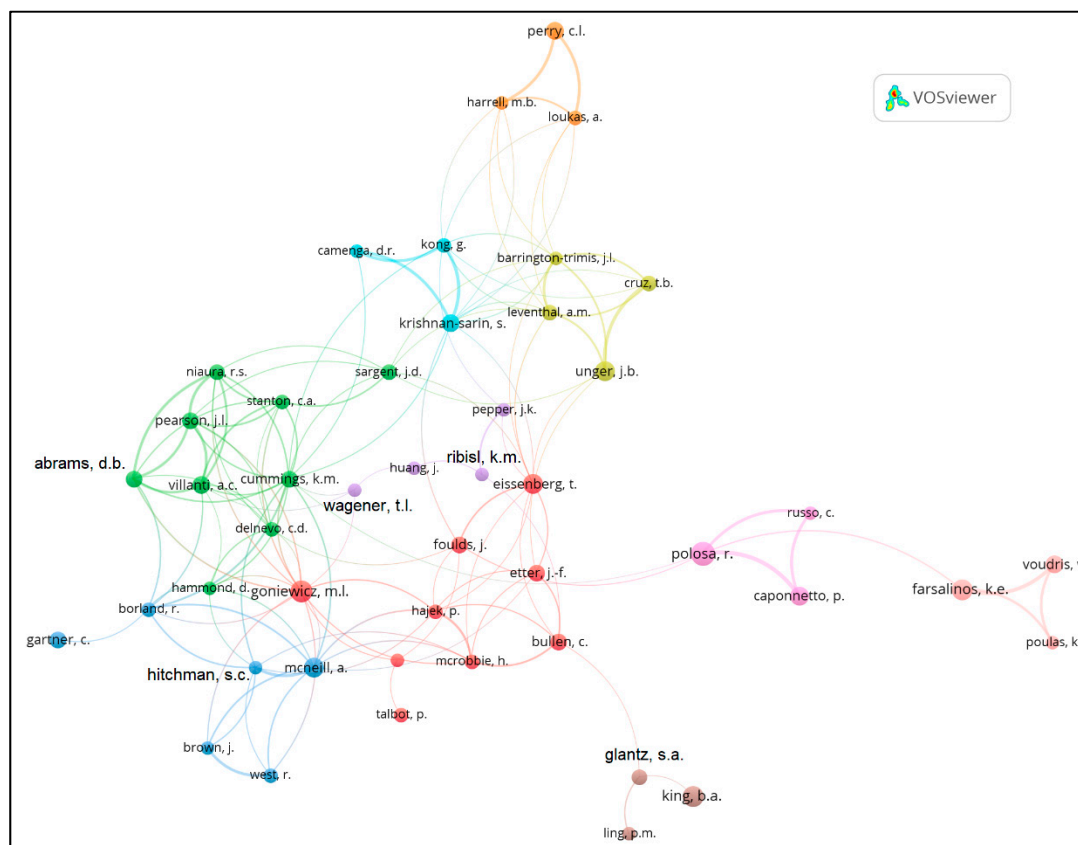 perry, c.l.
VOSviewer
harrell, m.b.
loukas, a.
camenga, d.r.
kong, g.
barrington-trimis, j.l.
cruz, t.b.
leventhal, a.m.
krishnan-sarin, s.
niaura, r.s.
sargent, j.d.
unger, j.b.
stanton, c.a.
pepper, j.k.
pearson, j.l.
ribisl, k.m.
abrams, d.b.
huang, j.
villanti, a.c.
cummings, k.m.
eissenberg, t.
wagener, t.l.
russo, c.
delnevo, c.d.
foulds, j.
polosa, r.
voudris, v
etter, j.-f.
hammond, d.
goniewicz, m.l.
farsalinos, k.e.
caponnetto, p.
borland, r.
hajek, p.
gartner, c.
bullen, c.
poulas, k
hitchman, s.c.
mcneill, a.
mcrobbie, h.
talbot, p.
brown, j.
glantz, s.a.
west, r.
king, b.a.
ling, p.m.